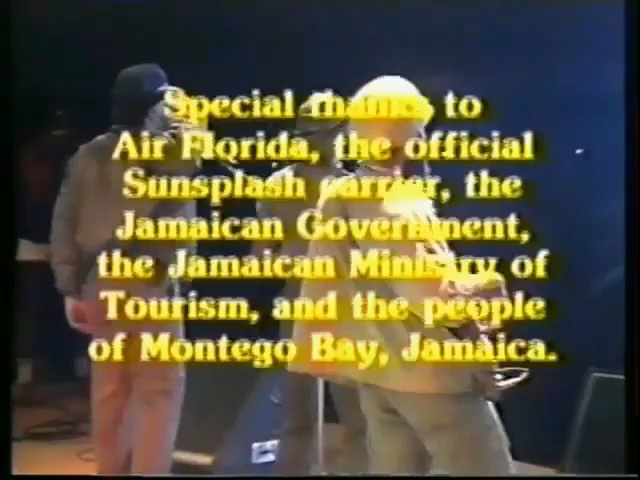 Special thanks to
Air Florida, the official
Sunsplash carrier, the
Jamaican Government,
the Jamaican Ministry of
Tourism, and the people
of Montego Bay, Jamaica.